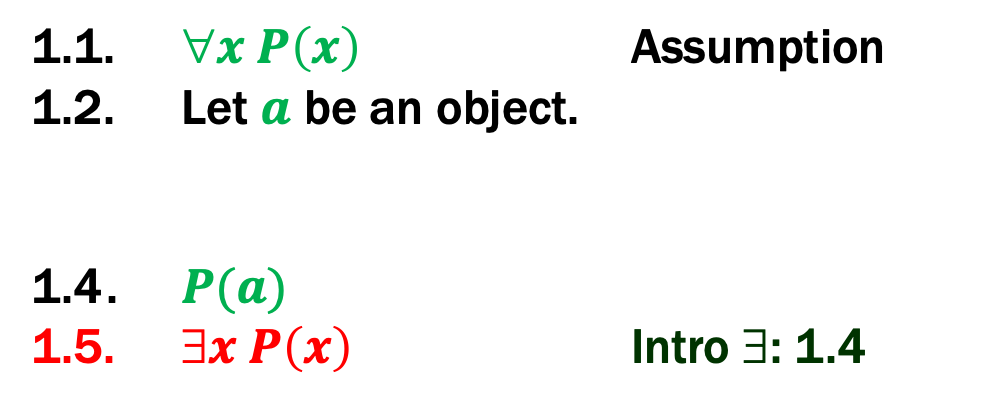 1.1. ∀x P(x) Assumption
1.2. Let a be an object.
1.4. P(a)
1.5. ∃x P(x) Intro ∃: 1.4